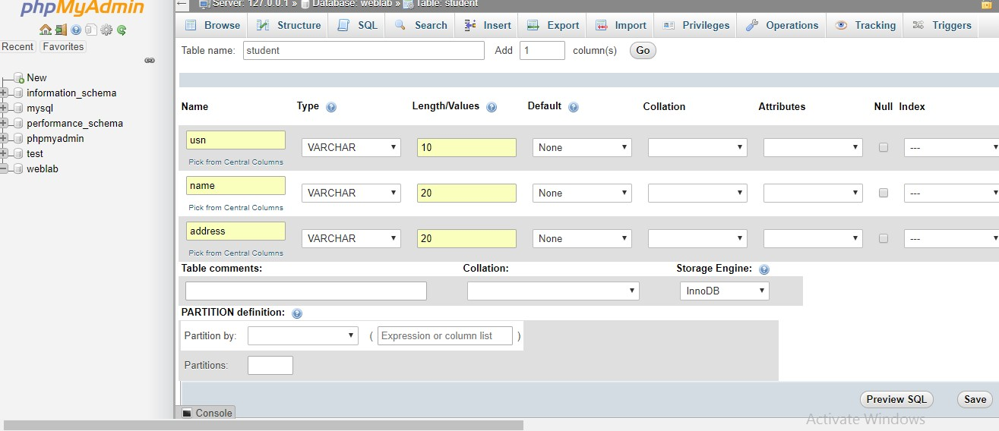 phpMyAdmin
Server: 127.0.0.1 » Database: weblab » Table: student
Browse Structure SQL Search Insert Export Import Privileges Operations Tracking Triggers
Recent Favorites
Table name: student Add 1 column(s) Go
New
information_schema
mysql
performance_schema
phpmyadmin
test
weblab
Name Type Length/Values Default Collation Attributes Null Index
usn VARCHAR 10 None ---
Pick from Central Columns
name VARCHAR 20 None ---
Pick from Central Columns
address VARCHAR 20 None ---
Pick from Central Columns
Table comments: Collation: Storage Engine:
InnoDB
PARTITION definition:
Partition by: ( Expression or column list )
Partitions:
Preview SQL Save
Console
Activate Windows